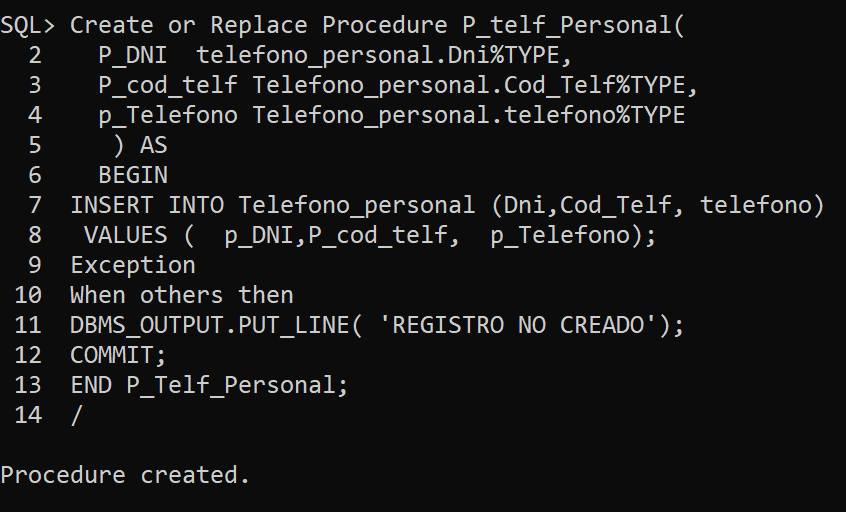 SQL> Create or Replace Procedure P_telf_Personal(
  2    P_DNI  telefono_personal.Dni%TYPE,
  3    P_cod_telf Telefono_personal.Cod_Telf%TYPE,
  4    p_Telefono Telefono_personal.telefono%TYPE
  5     ) AS
  6    BEGIN
  7  INSERT INTO Telefono_personal (Dni,Cod_Telf, telefono)
  8   VALUES (  p_DNI,P_cod_telf,  p_Telefono);
  9  Exception
 10  When others then
 11  DBMS_OUTPUT.PUT_LINE( 'REGISTRO NO CREADO');
 12  COMMIT;
 13  END P_Telf_Personal;
 14  /
Procedure created.